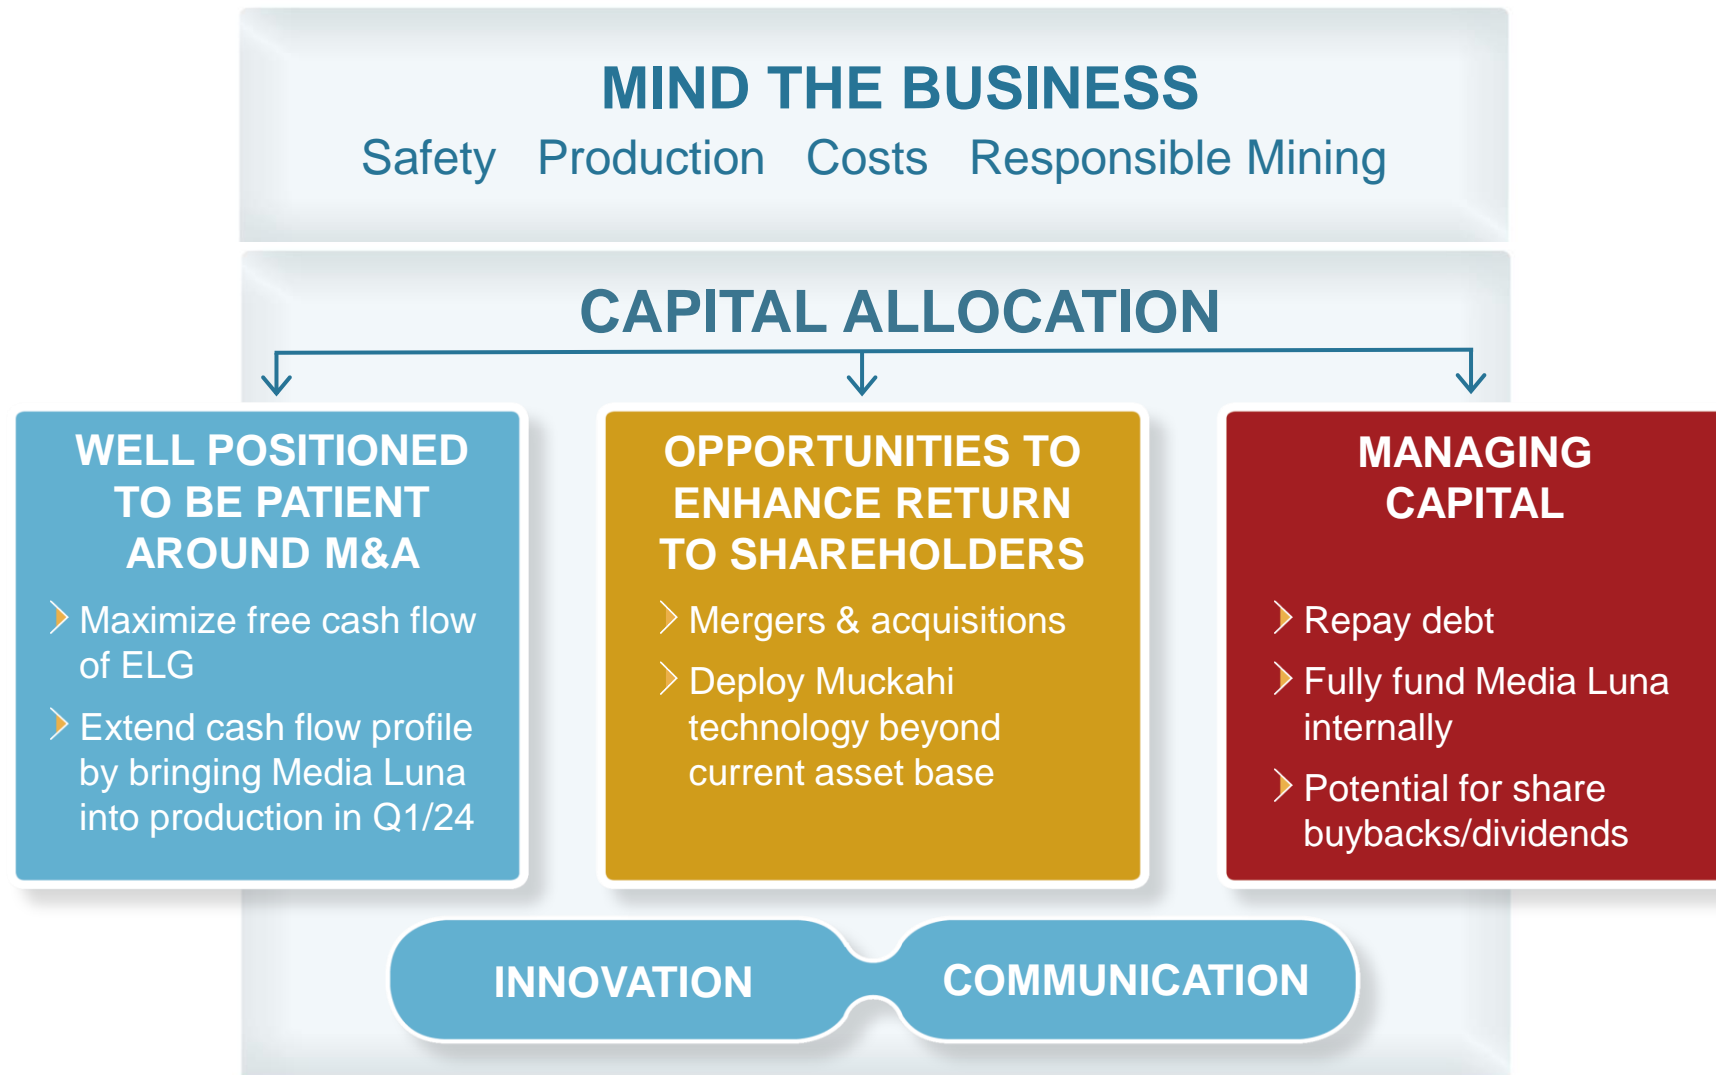 MIND THE BUSINESS
Safety Production Costs Responsible Mining
CAPITAL ALLOCATION
WELL POSITIONED
TO BE PATIENT
AROUND M&A
Maximize free cash flow
of ELG
Extend cash flow profile
by bringing Media Luna
into production in Q1/24
OPPORTUNITIES TO
ENHANCE RETURN
TO SHAREHOLDERS
Mergers & acquisitions
Deploy Muckahi
technology beyond
current asset base
MANAGING
CAPITAL
Repay debt
Fully fund Media Luna
internally
Potential for share
buybacks/dividends
INNOVATION
COMMUNICATION